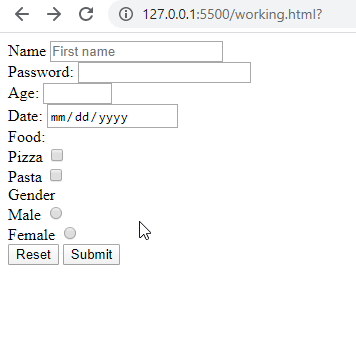 127.0.0.1:5500/working.html?
Name First name
Password:
Age:
Date: mm/dd/yyyy
Food:
Pizza
Pasta
Gender
Male
Female
Reset Submit